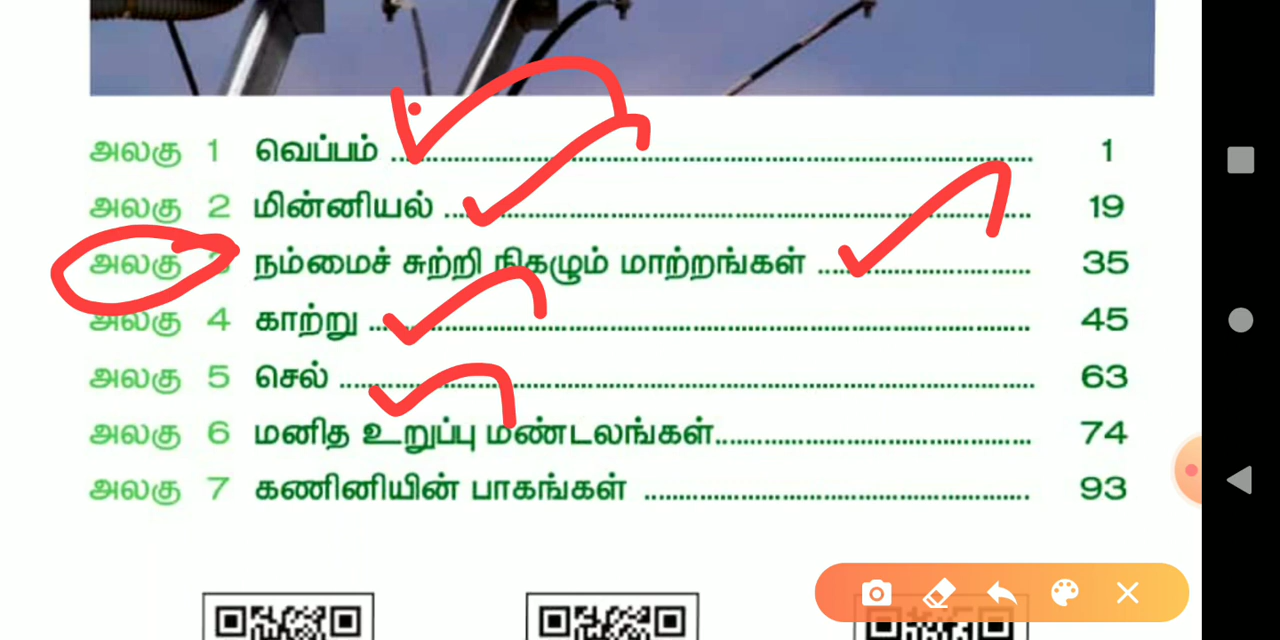 அலகு 1 வெப்பம் 1
அலகு 2 மின்னியல் 19
அலகு 3 நம்மைச் சுற்றி நிகழும் மாற்றங்கள் 35
அலகு 4 காற்று 45
அலகு 5 செல் 63
அலகு 6 மனித உறுப்பு மண்டலங்கள் 74
அலகு 7 கணினியின் பாகங்கள் 93